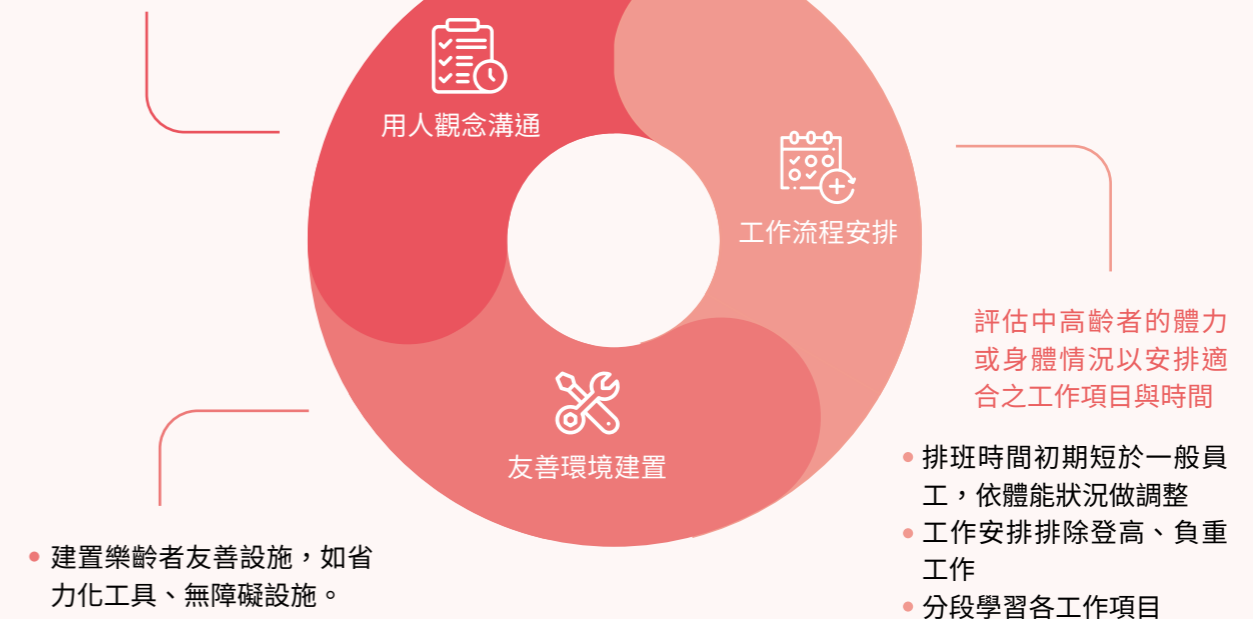 用人觀念溝通
工作流程安排
友善環境建置
評估中高齡者的體力
或身體情況以安排適
合之工作項目與時間
排班時間初期短於一般員
工，依體能狀況做調整
工作安排排除登高、負重
工作
分段學習各工作項目
建置樂齡者友善設施，如省
力化工具、無障礙設施。